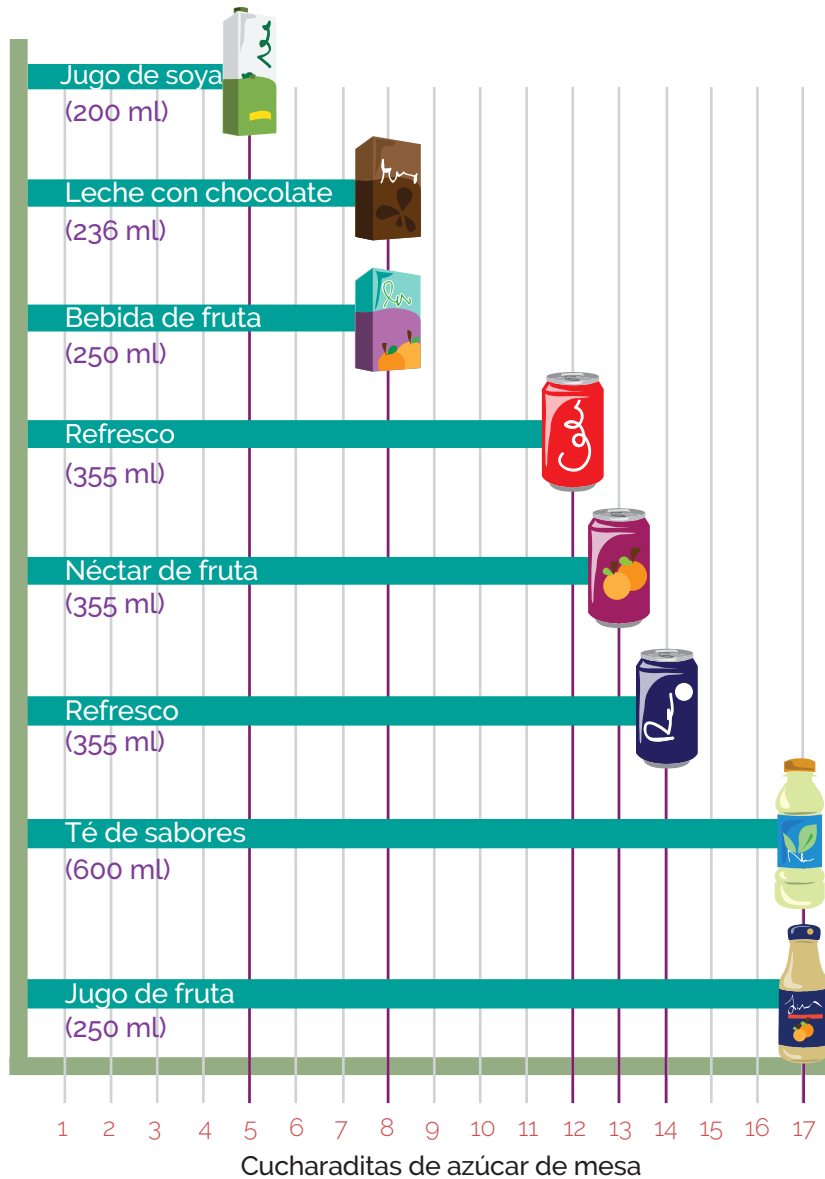 Jugo de soya
(200 ml)
Leche con chocolate
(236 ml)
Bebida de fruta
(250 ml)
Refresco
(355 ml)
Néctar de fruta
(355 ml)
Refresco
(355 ml)
Té de sabores
(600 ml)
Jugo de fruta
(250 ml)
1 2 3 4 5 6 7 8 9 10 11 12 13 14 15 16 17
Cucharaditas de azúcar de mesa